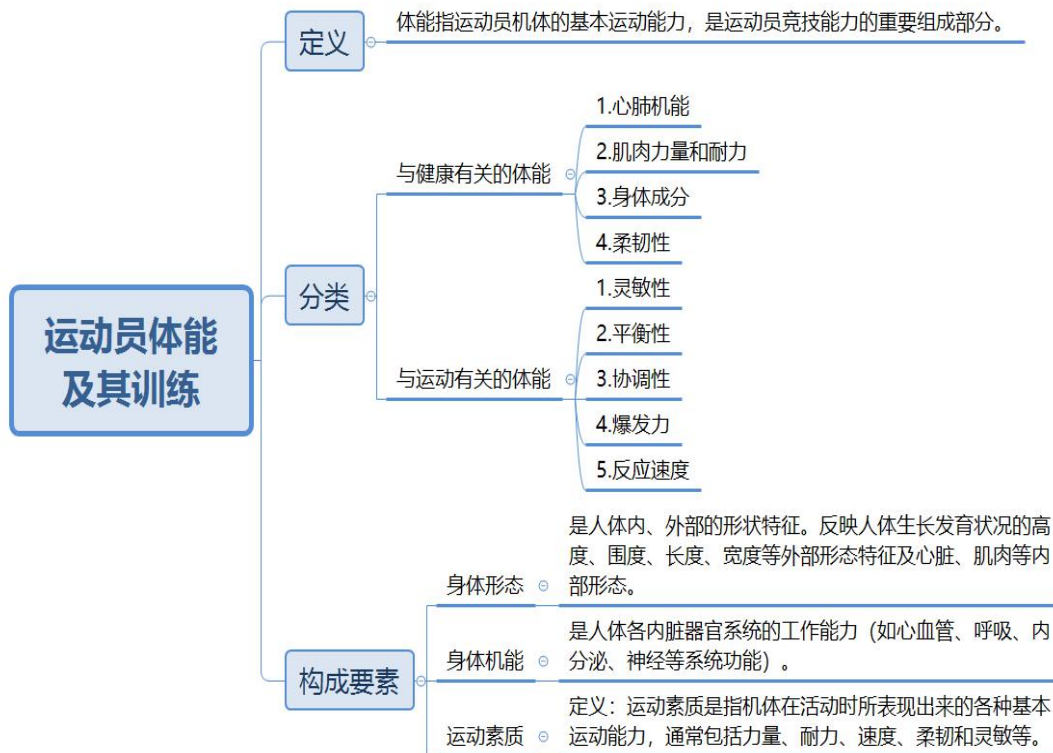 运动员体能
及其训练
定义
体能指运动员机体的基本运动能力，是运动员竞技能力的重要组成部分。
分类
与健康有关的体能
1.心肺机能
2.肌肉力量和耐力
3.身体成分
4.柔韧性
与运动有关的体能
1.灵敏性
2.平衡性
3.协调性
4.爆发力
5.反应速度
构成要素
身体形态
是人体内、外部的形状特征。反映人体生长发育状况的高
度、围度、长度、宽度等外部形态特征及心脏、肌肉等内
部形态。
身体机能
是人体各内脏器官系统的工作能力（如心血管、呼吸、内
分泌、神经等系统功能）。
运动素质
定义：运动素质是指机体在活动时所表现出来的各种基本
运动能力，通常包括力量、耐力、速度、柔韧和灵敏等。